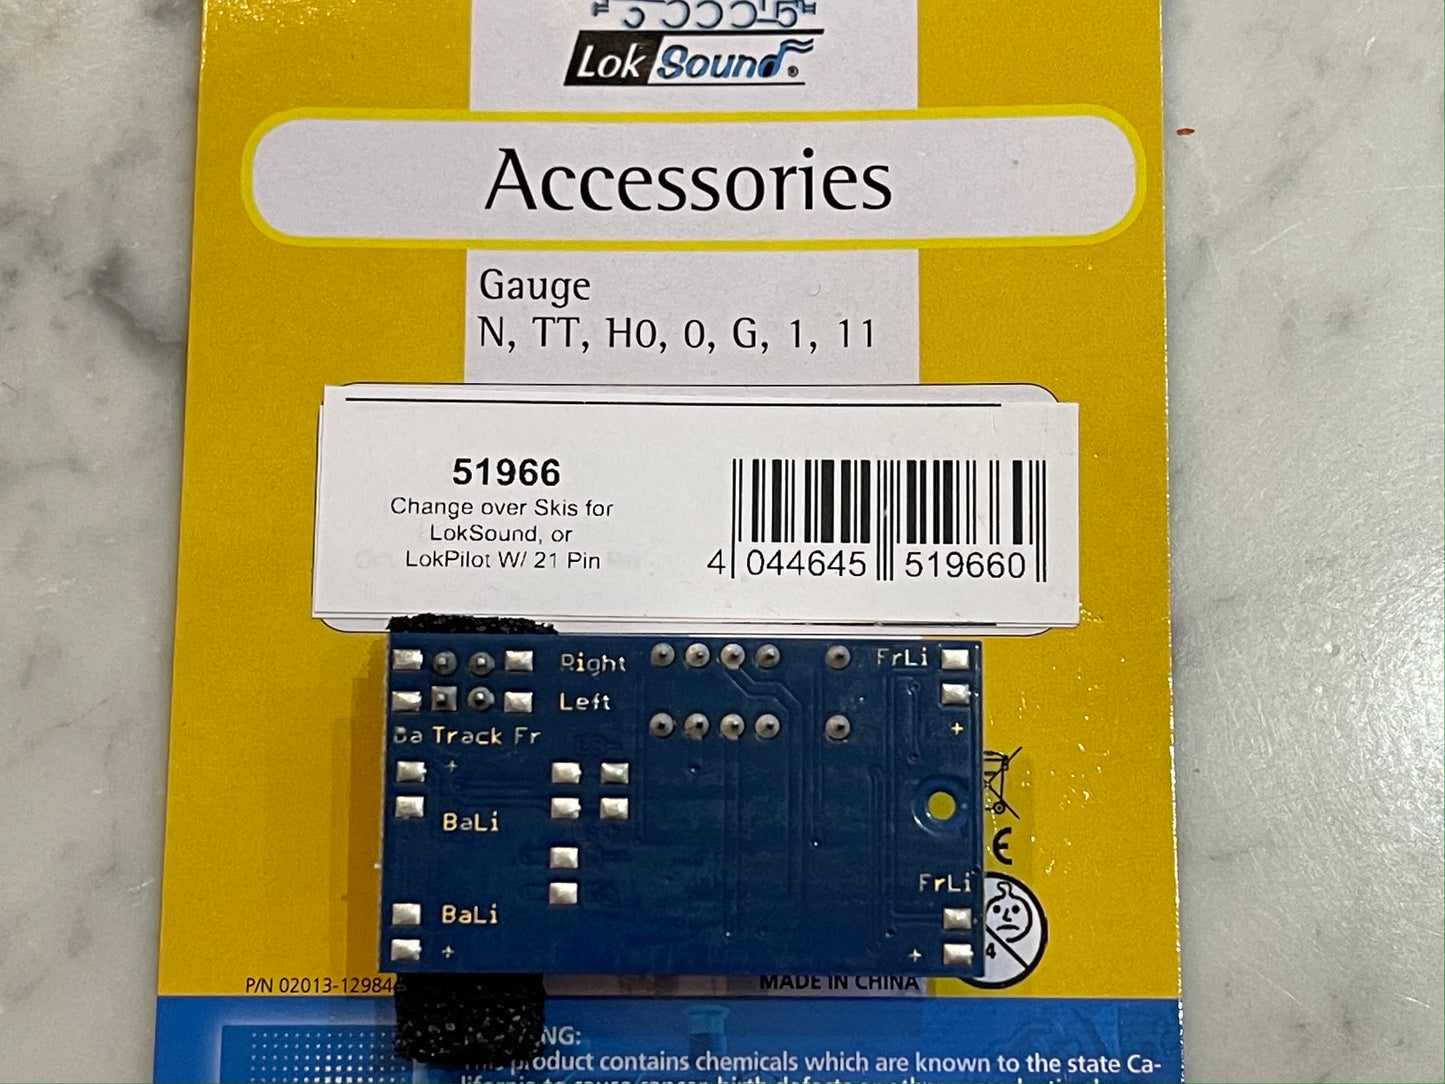 LokSound®
Accessories
Gauge
N, TT, H0, 0, G, 1, 11
51966
Change over Skis for
LokSound, or
LokPilot W/ 21 Pin
4 044645 519660
Right
FrLi
Left
+
Track Fr
+
BaLi
FrLi
BaLi
+
+
4
P/N 02013-12984
MADE IN CHINA
product contains chemicals which are known to the state Ca-